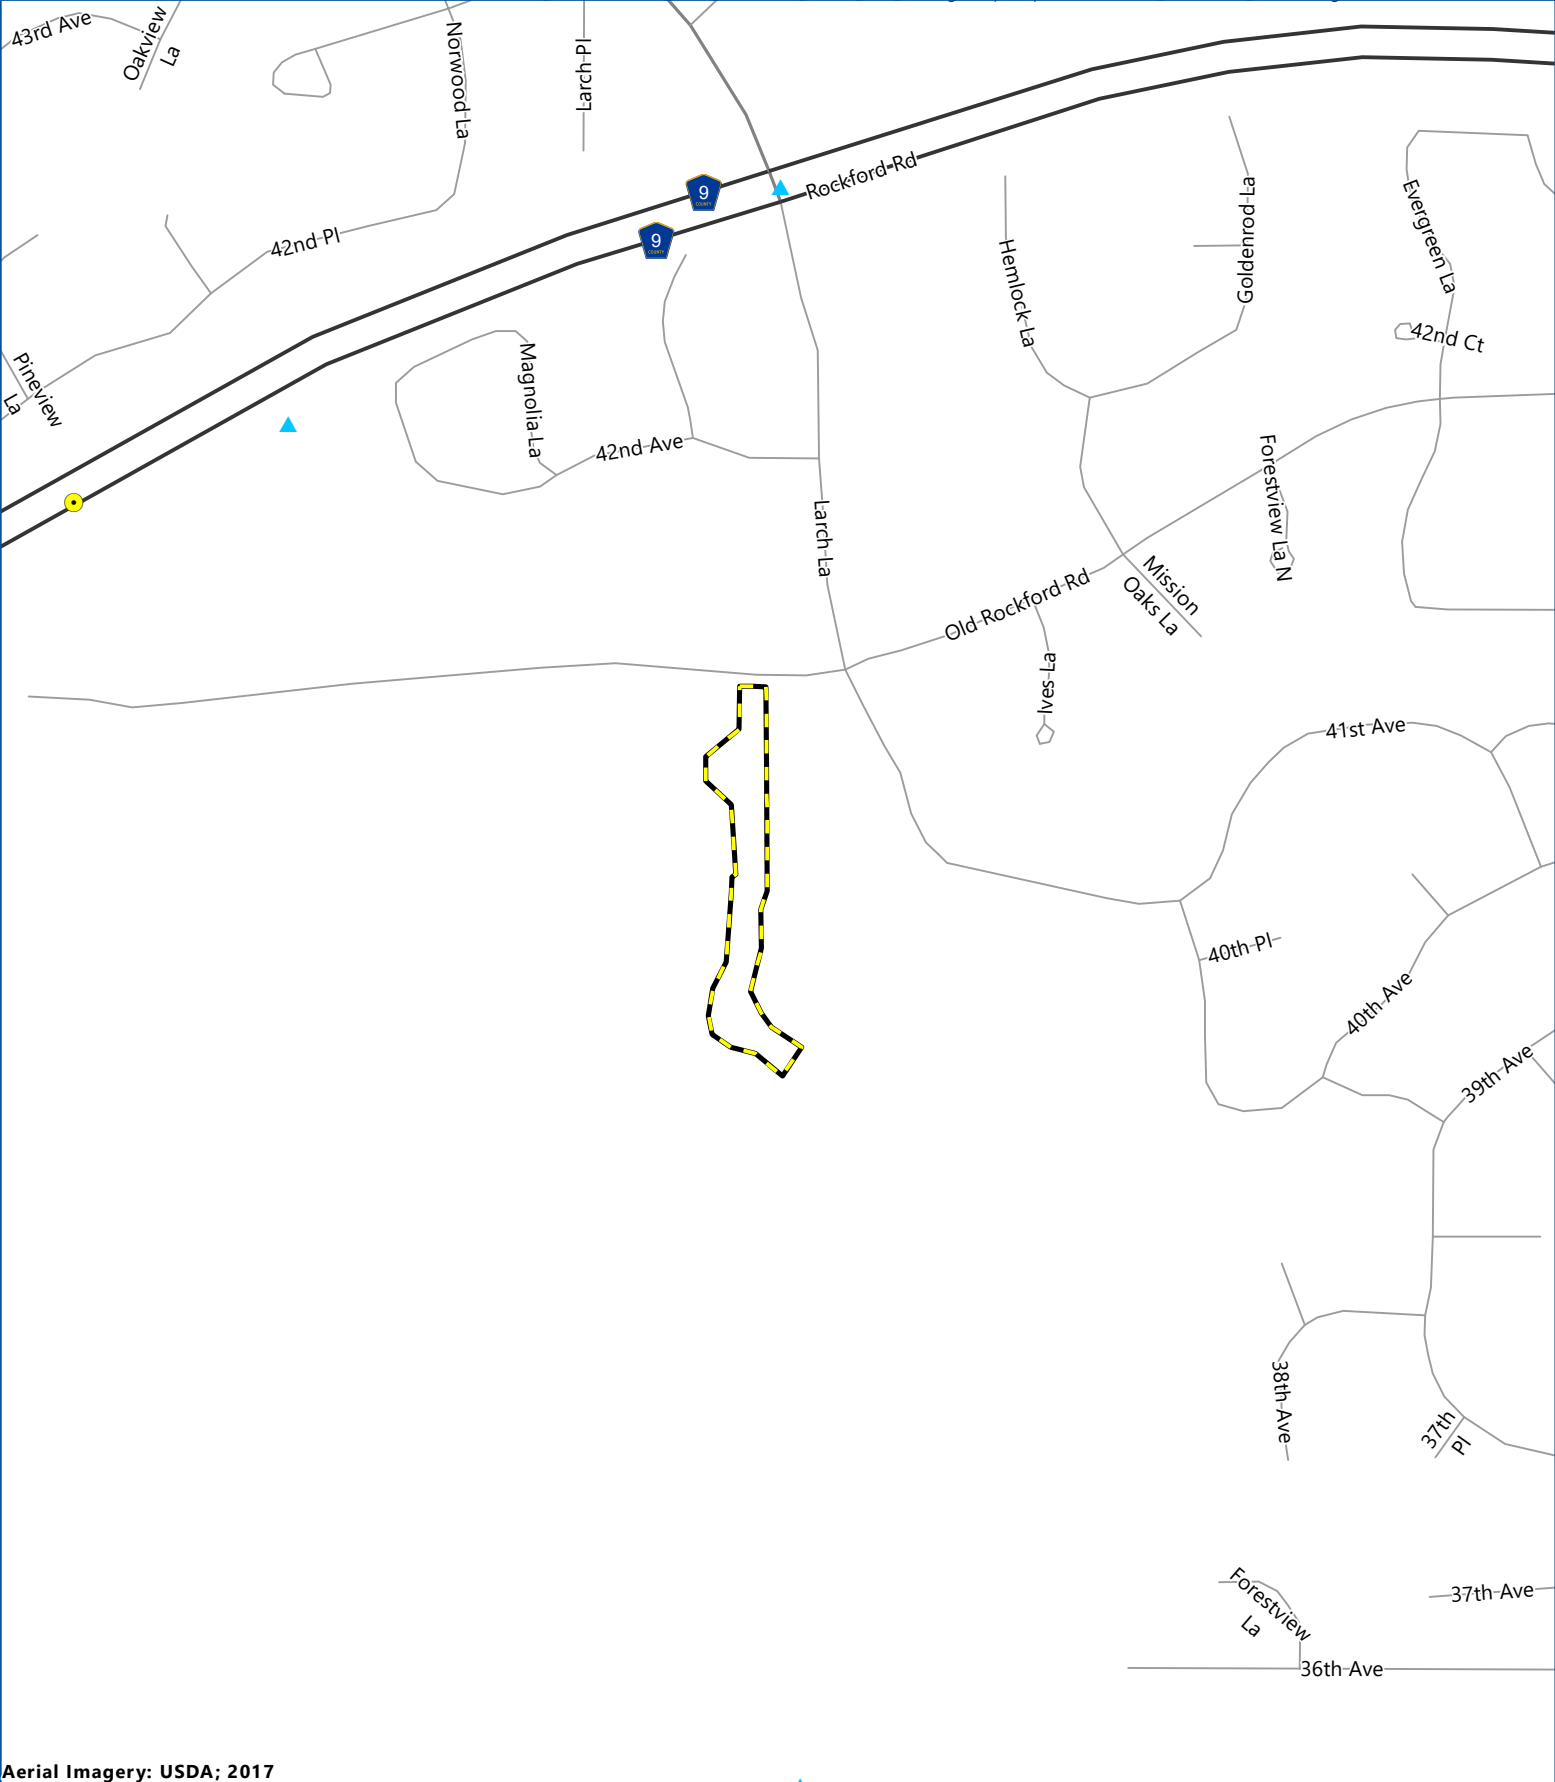 43rd Ave
Oakview
La
Norwood La
Larch Pl
9
COUNTY
Rockford Rd
9
COUNTY
42nd Pl
Goldenrod La
Evergreen La
Hemlock La
42nd Ct
Pineview
La
Magnolia La
42nd Ave
Forestview La N
Larch La
Mission
Oaks La
Old Rockford Rd
Ives La
41st Ave
40th Pl
40th Ave
39th Ave
38th Ave
37th
Pl
Forestview
La
37th Ave
36th Ave
Aerial Imagery: USDA; 2017